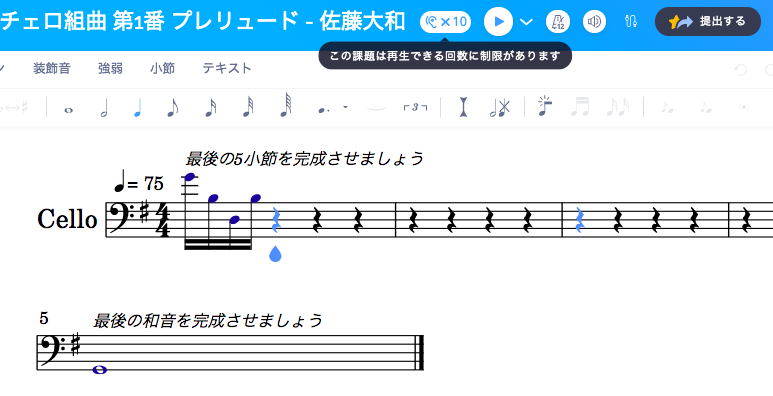 チェロ組曲 第1番 プレリュード - 佐藤大和
×10
提出する
この課題は再生できる回数に制限があります
装飾音
強弱
小節
テキスト
3
最後の5小節を完成させましょう
= 75
Cello
5
最後の和音を完成させましょう